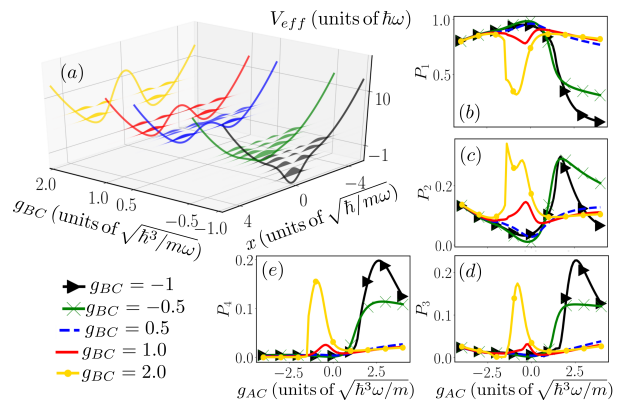 V_eff (units of ħω)
(a)
10
−1
2.0
1.0
0.5
−0.5
−1.0
g_BC (units of √ħ³/mω)
4
0
−4
x (units of √ħ/mω)
1.0
0.5
P_1
(b)
0.2
0.0
P_2
(c)
(e)
0.2
0.0
P_4
−2.5 0.0 2.5
g_AC (units of √ħ³ω/m)
(d)
0.2
0.0
P_3
−2.5 0.0 2.5
g_AC (units of √ħ³ω/m)
g_BC = −1
g_BC = −0.5
g_BC = 0.5
g_BC = 1.0
g_BC = 2.0